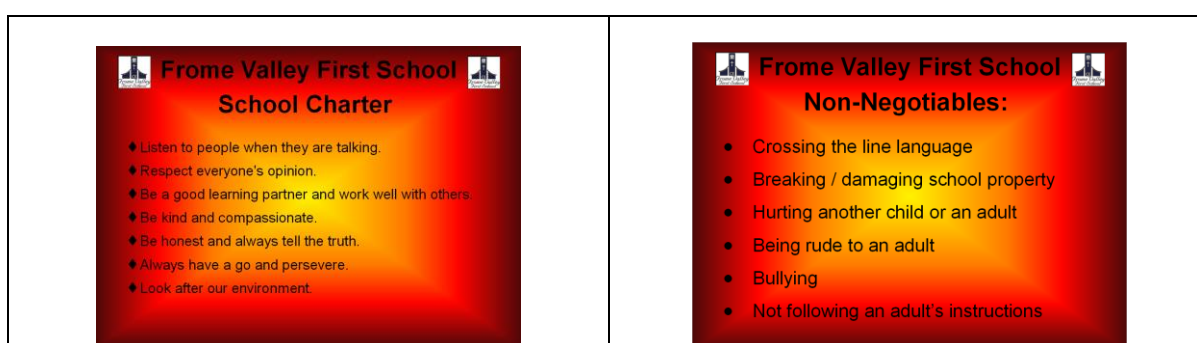 Frome Valley First School
School Charter
♦ Listen to people when they are talking.
♦ Respect everyone's opinion.
♦ Be a good learning partner and work well with others.
♦ Be kind and compassionate.
♦ Be honest and always tell the truth.
♦ Always have a go and persevere.
♦ Look after our environment.
Frome Valley First School
Non-Negotiables:
● Crossing the line language
● Breaking / damaging school property
● Hurting another child or an adult
● Being rude to an adult
● Bullying
● Not following an adult's instructions